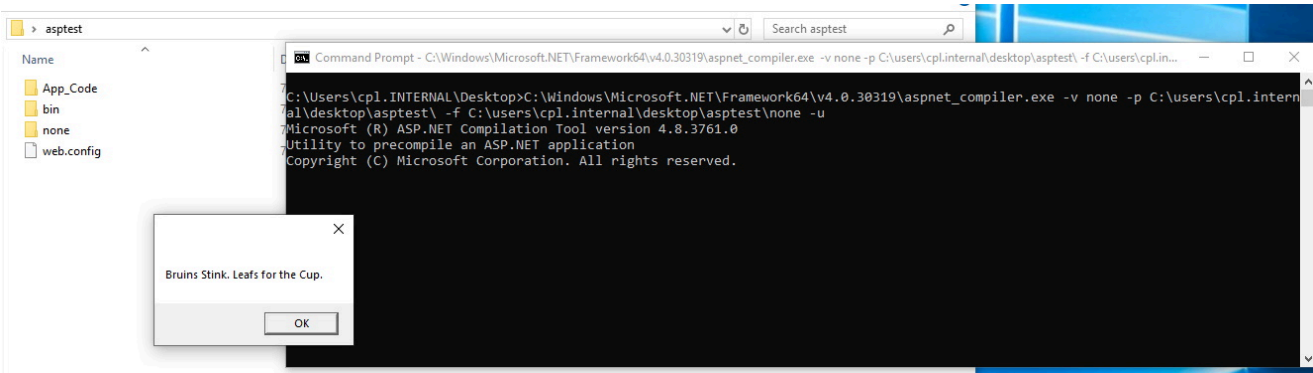 asptest
Search asptest
Name
App_Code
bin
none
web.config
Command Prompt - C:\Windows\Microsoft.NET\Framework64\v4.0.30319\aspnet_compiler.exe -v none -p C:\users\cpl.internal\desktop\asptest\ -f C:\users\cpl.in...
C:\Users\cpl.INTERNAL\Desktop>C:\Windows\Microsoft.NET\Framework64\v4.0.30319\aspnet_compiler.exe -v none -p C:\users\cpl.intern
al\desktop\asptest\ -f C:\users\cpl.internal\desktop\asptest\none -u
Microsoft (R) ASP.NET Compilation Tool version 4.8.3761.0
Utility to precompile an ASP.NET application
Copyright (C) Microsoft Corporation. All rights reserved.
Bruins Stink. Leafs for the Cup.
OK